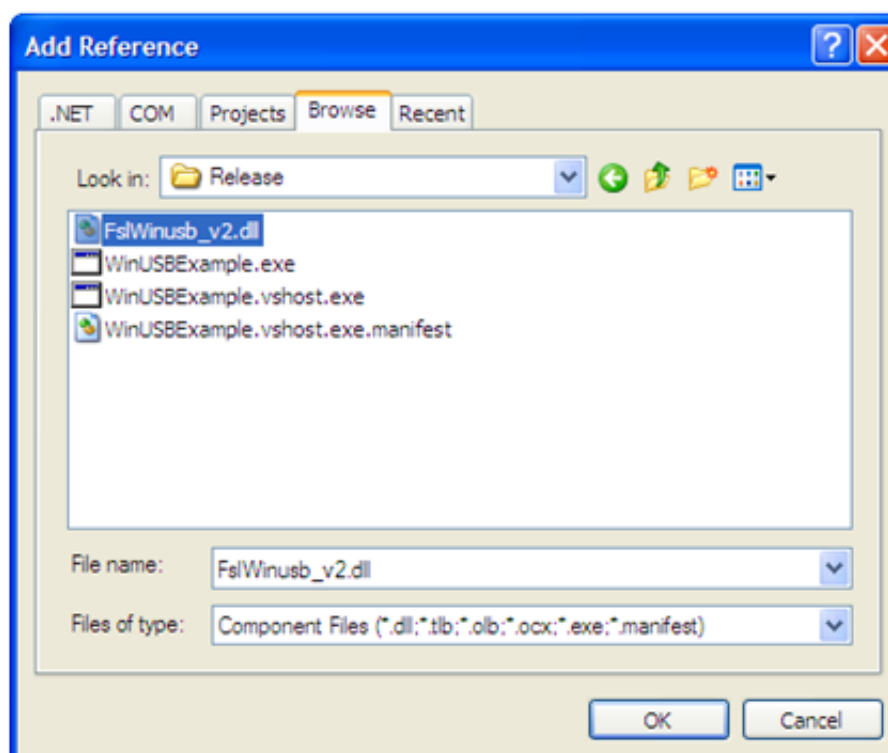 Add Reference
.NET COM Projects Browse Recent
Look in: Release
FslWinusb_v2.dll
WinUSBExample.exe
WinUSBExample.vshost.exe
WinUSBExample.vshost.exe.manifest
File name: FslWinusb_v2.dll
Files of type: Component Files (*.dll;*.tlb;*.olb;*.ocx;*.exe;*.manifest)
OK Cancel